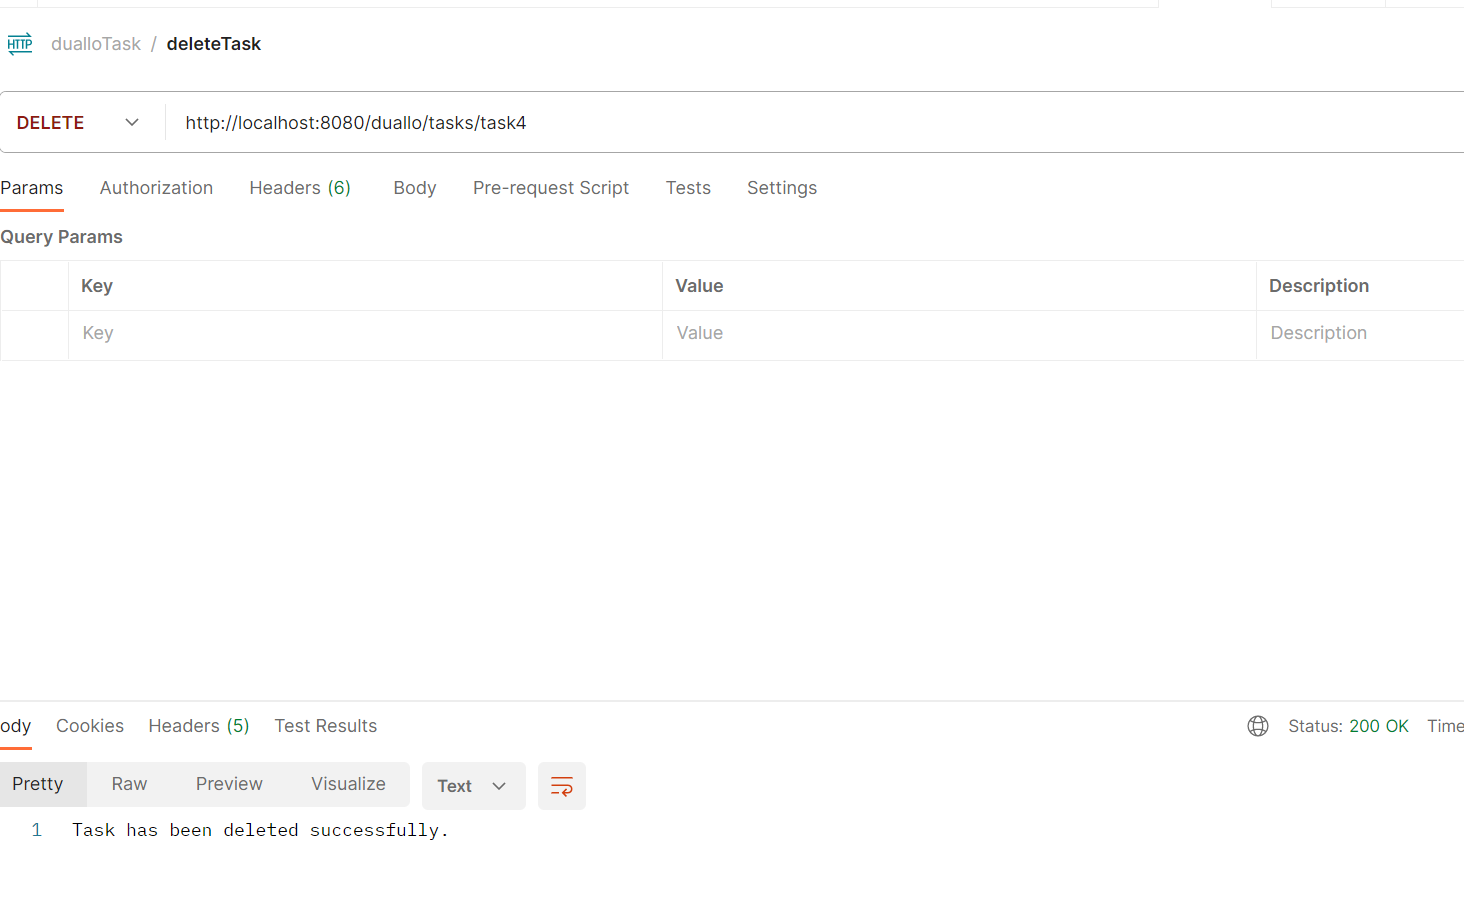 HTTP dualloTask / deleteTask
DELETE http://localhost:8080/duallo/tasks/task4
Params Authorization Headers (6) Body Pre-request Script Tests Settings
Query Params
Key Value Description
Key Value Description
ody Cookies Headers (5) Test Results Status: 200 OK Time
Pretty Raw Preview Visualize Text
1 Task has been deleted successfully.